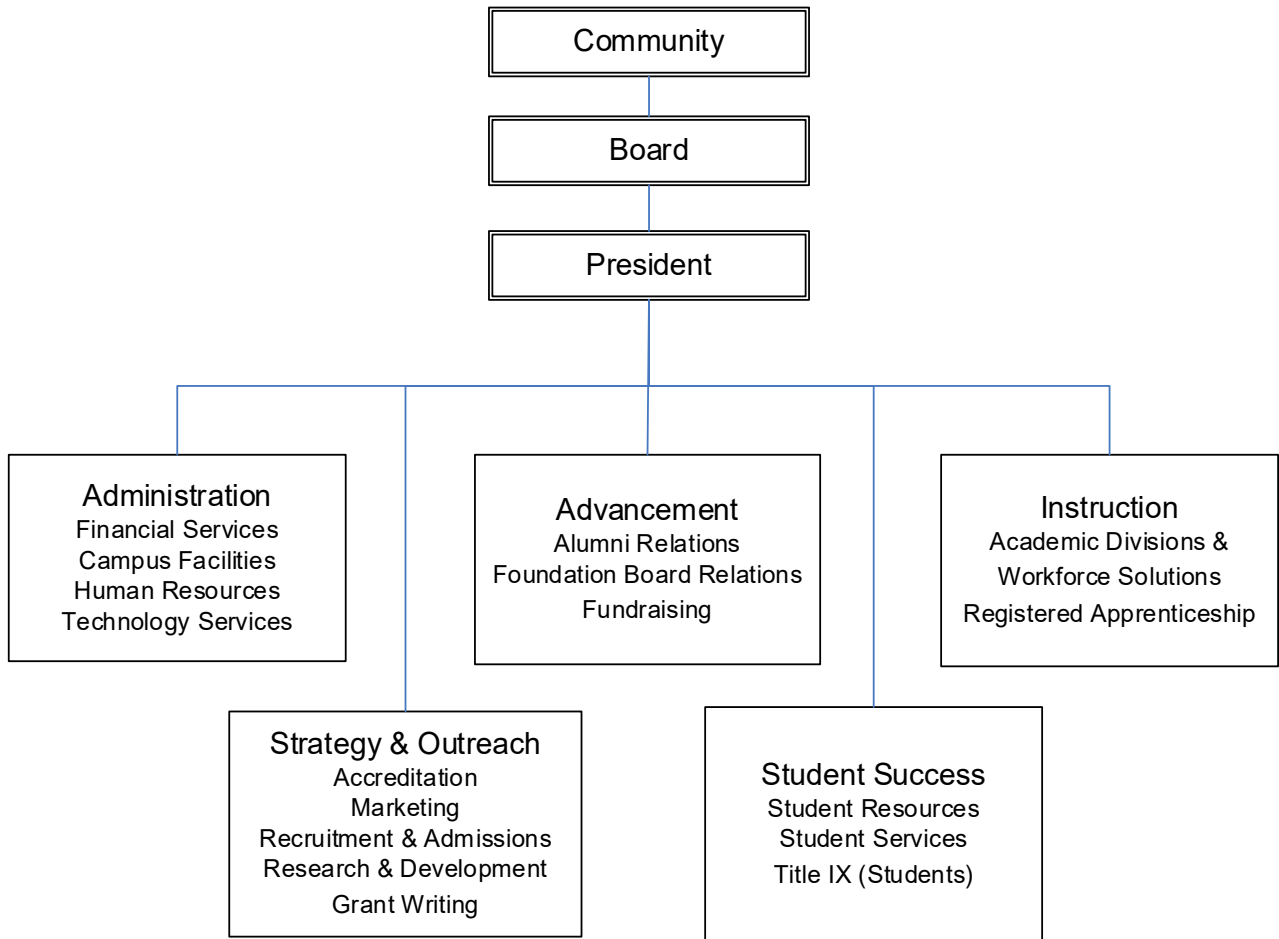 Community
Board
President
Administration
Financial Services
Campus Facilities
Human Resources
Technology Services
Advancement
Alumni Relations
Foundation Board Relations
Fundraising
Instruction
Academic Divisions &
Workforce Solutions
Registered Apprenticeship
Strategy & Outreach
Accreditation
Marketing
Recruitment & Admissions
Research & Development
Grant Writing
Student Success
Student Resources
Student Services
Title IX (Students)